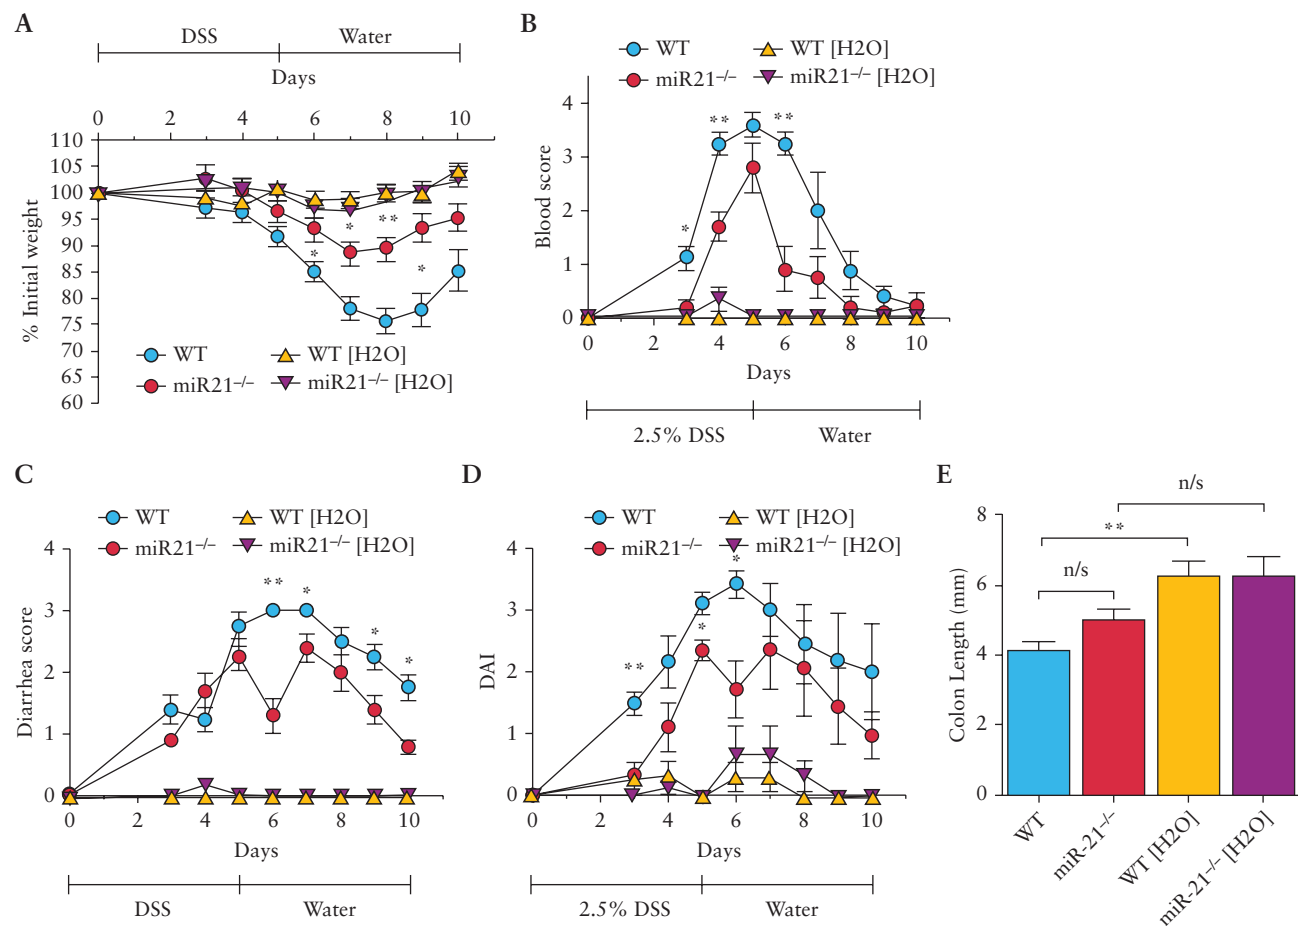 A
DSS
Water
Days
0
2
4
6
8
10
% Initial weight
110
105
100
95
90
85
80
75
70
65
60
*
*
**
*
WT
WT [H2O]
miR21−/−
miR21−/− [H2O]
B
WT
WT [H2O]
miR21−/−
miR21−/− [H2O]
Blood score
4
3
2
1
0
*
**
**
0
2
4
6
8
10
Days
2.5% DSS
Water
C
WT
WT [H2O]
miR21−/−
miR21−/− [H2O]
Diarrhea score
4
3
2
1
0
**
*
*
*
0
2
4
6
8
10
Days
DSS
Water
D
WT
WT [H2O]
miR21−/−
miR21−/− [H2O]
DAI
4
3
2
1
0
**
*
*
0
2
4
6
8
10
Days
2.5% DSS
Water
E
n/s
**
n/s
Colon Length (mm)
8
6
4
2
0
WT
miR-21−/−
WT [H2O]
miR-21−/− [H2O]